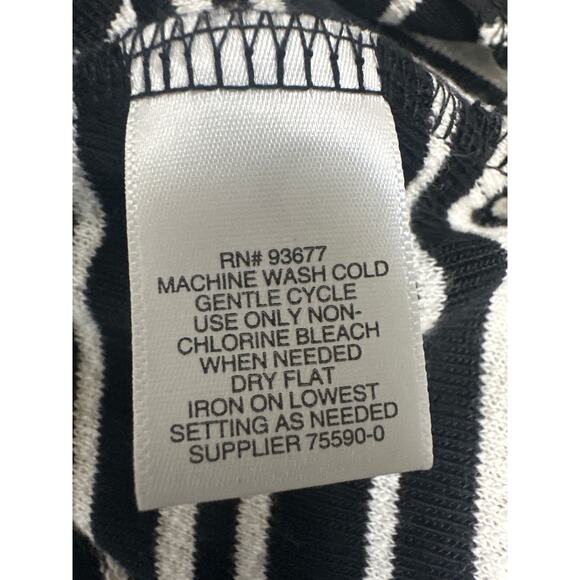 RN# 93677
MACHINE WASH COLD
GENTLE CYCLE
USE ONLY NON-
CHLORINE BLEACH
WHEN NEEDED
DRY FLAT
IRON ON LOWEST
SETTING AS NEEDED
SUPPLIER 75590-0